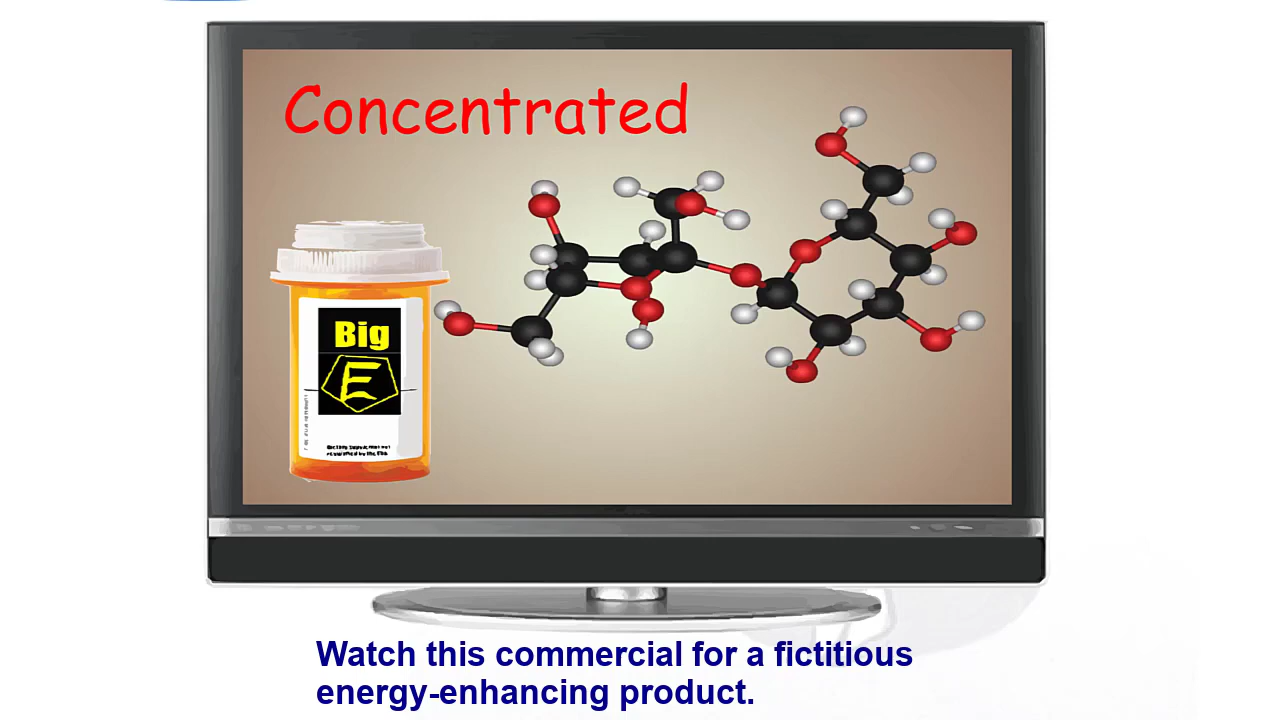 Concentrated
Big
E
Watch this commercial for a fictitious
energy-enhancing product.